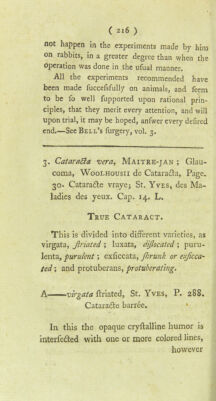 ( 216 )
not happen in the experiments made by him
on rabbits, in a greater degree than when the
operation was done in the usual manner.
All the experiments recommended have
been made succeſsfully on animals, and ſeem
to be ſo well ſupported upon rational prin-
ciples, that they merit every attention, and will
upon trial, it may be hoped, anſwer every deſired
end.—See BELL's ſurgery, vol. 3.
3. Cataracta vera, MAITRE-JAN ; Glau-
coma, WOOLHOUSII de Cataracta, Page.
30. Cataracte vraye; St. YVES, des Ma-
ladies des yeux. Cap. 14. L.
TRUE CATARACT.
This is divided into different varieties, as
virgata, ſtriated ; luxata, diſlocated ; puru-
lenta, purulent ; exſiccata, ſhrunk or exſicca-
ted ; and protuberans, protuberating.
A——virgata ſtriated, St. YVES, P. 288.
Cataracte barrée.
In this the opaque cryſtalline humor is
interſected with one or more colored lines,
however